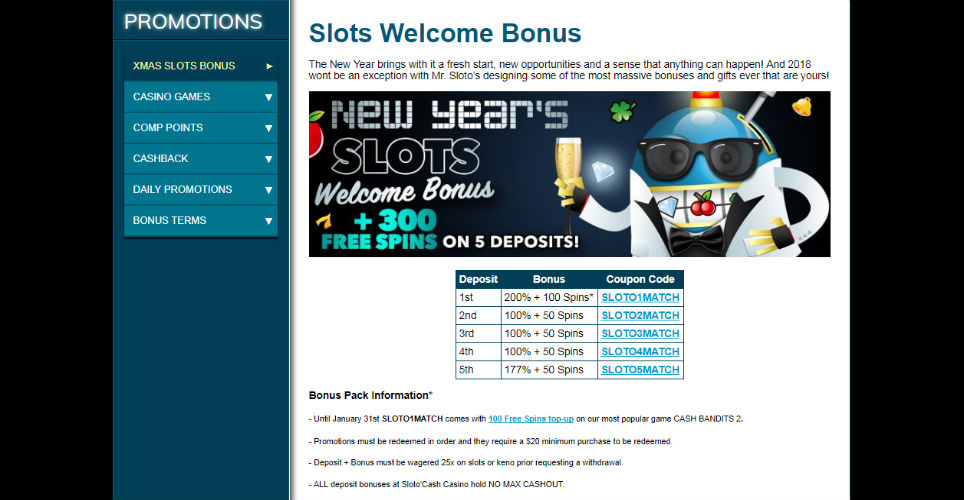 PROMOTIONS
XMAS SLOTS BONUS
CASINO GAMES
COMP POINTS
CASHBACK
DAILY PROMOTIONS
BONUS TERMS
Slots Welcome Bonus
The New Year brings with it a fresh start, new opportunities and a sense that anything can happen! And 2018
wont be an exception with Mr. Sloto's designing some of the most massive bonuses and gifts ever that are yours!
NEW YEAR'S
SLOTS
Welcome Bonus
7 + 300
FREE SPINS ON 5 DEPOSITS!
Deposit Bonus Coupon Code
1st 200% + 100 Spins* SLOTO1MATCH
2nd 100% + 50 Spins SLOTO2MATCH
3rd 100% + 50 Spins SLOTO3MATCH
4th 100% + 50 Spins SLOTO4MATCH
5th 177% + 50 Spins SLOTO5MATCH
Bonus Pack Information*
- Until January 31st SLOTO1MATCH comes with 100 Free Spins top-up on our most popular game CASH BANDITS 2.
- Promotions must be redeemed in order and they require a $20 minimum purchase to be redeemed.
- Deposit + Bonus must be wagered 25x on slots or keno prior requesting a withdrawal.
- ALL deposit bonuses at Sloto'Cash Casino hold NO MAX CASHOUT.